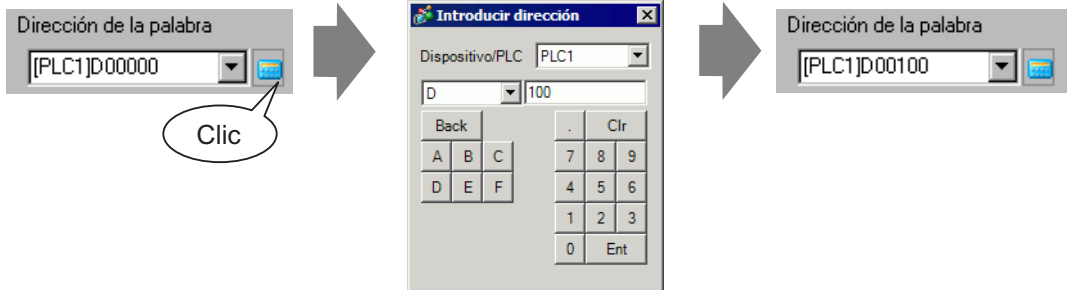 Dirección de la palabra
[PLC1]D00000
Clic
Introducir dirección
Dispositivo/PLC PLC1
D 100
Back . Clr
A B C 7 8 9
D E F 4 5 6
1 2 3
0 Ent
Dirección de la palabra
[PLC1]D00100